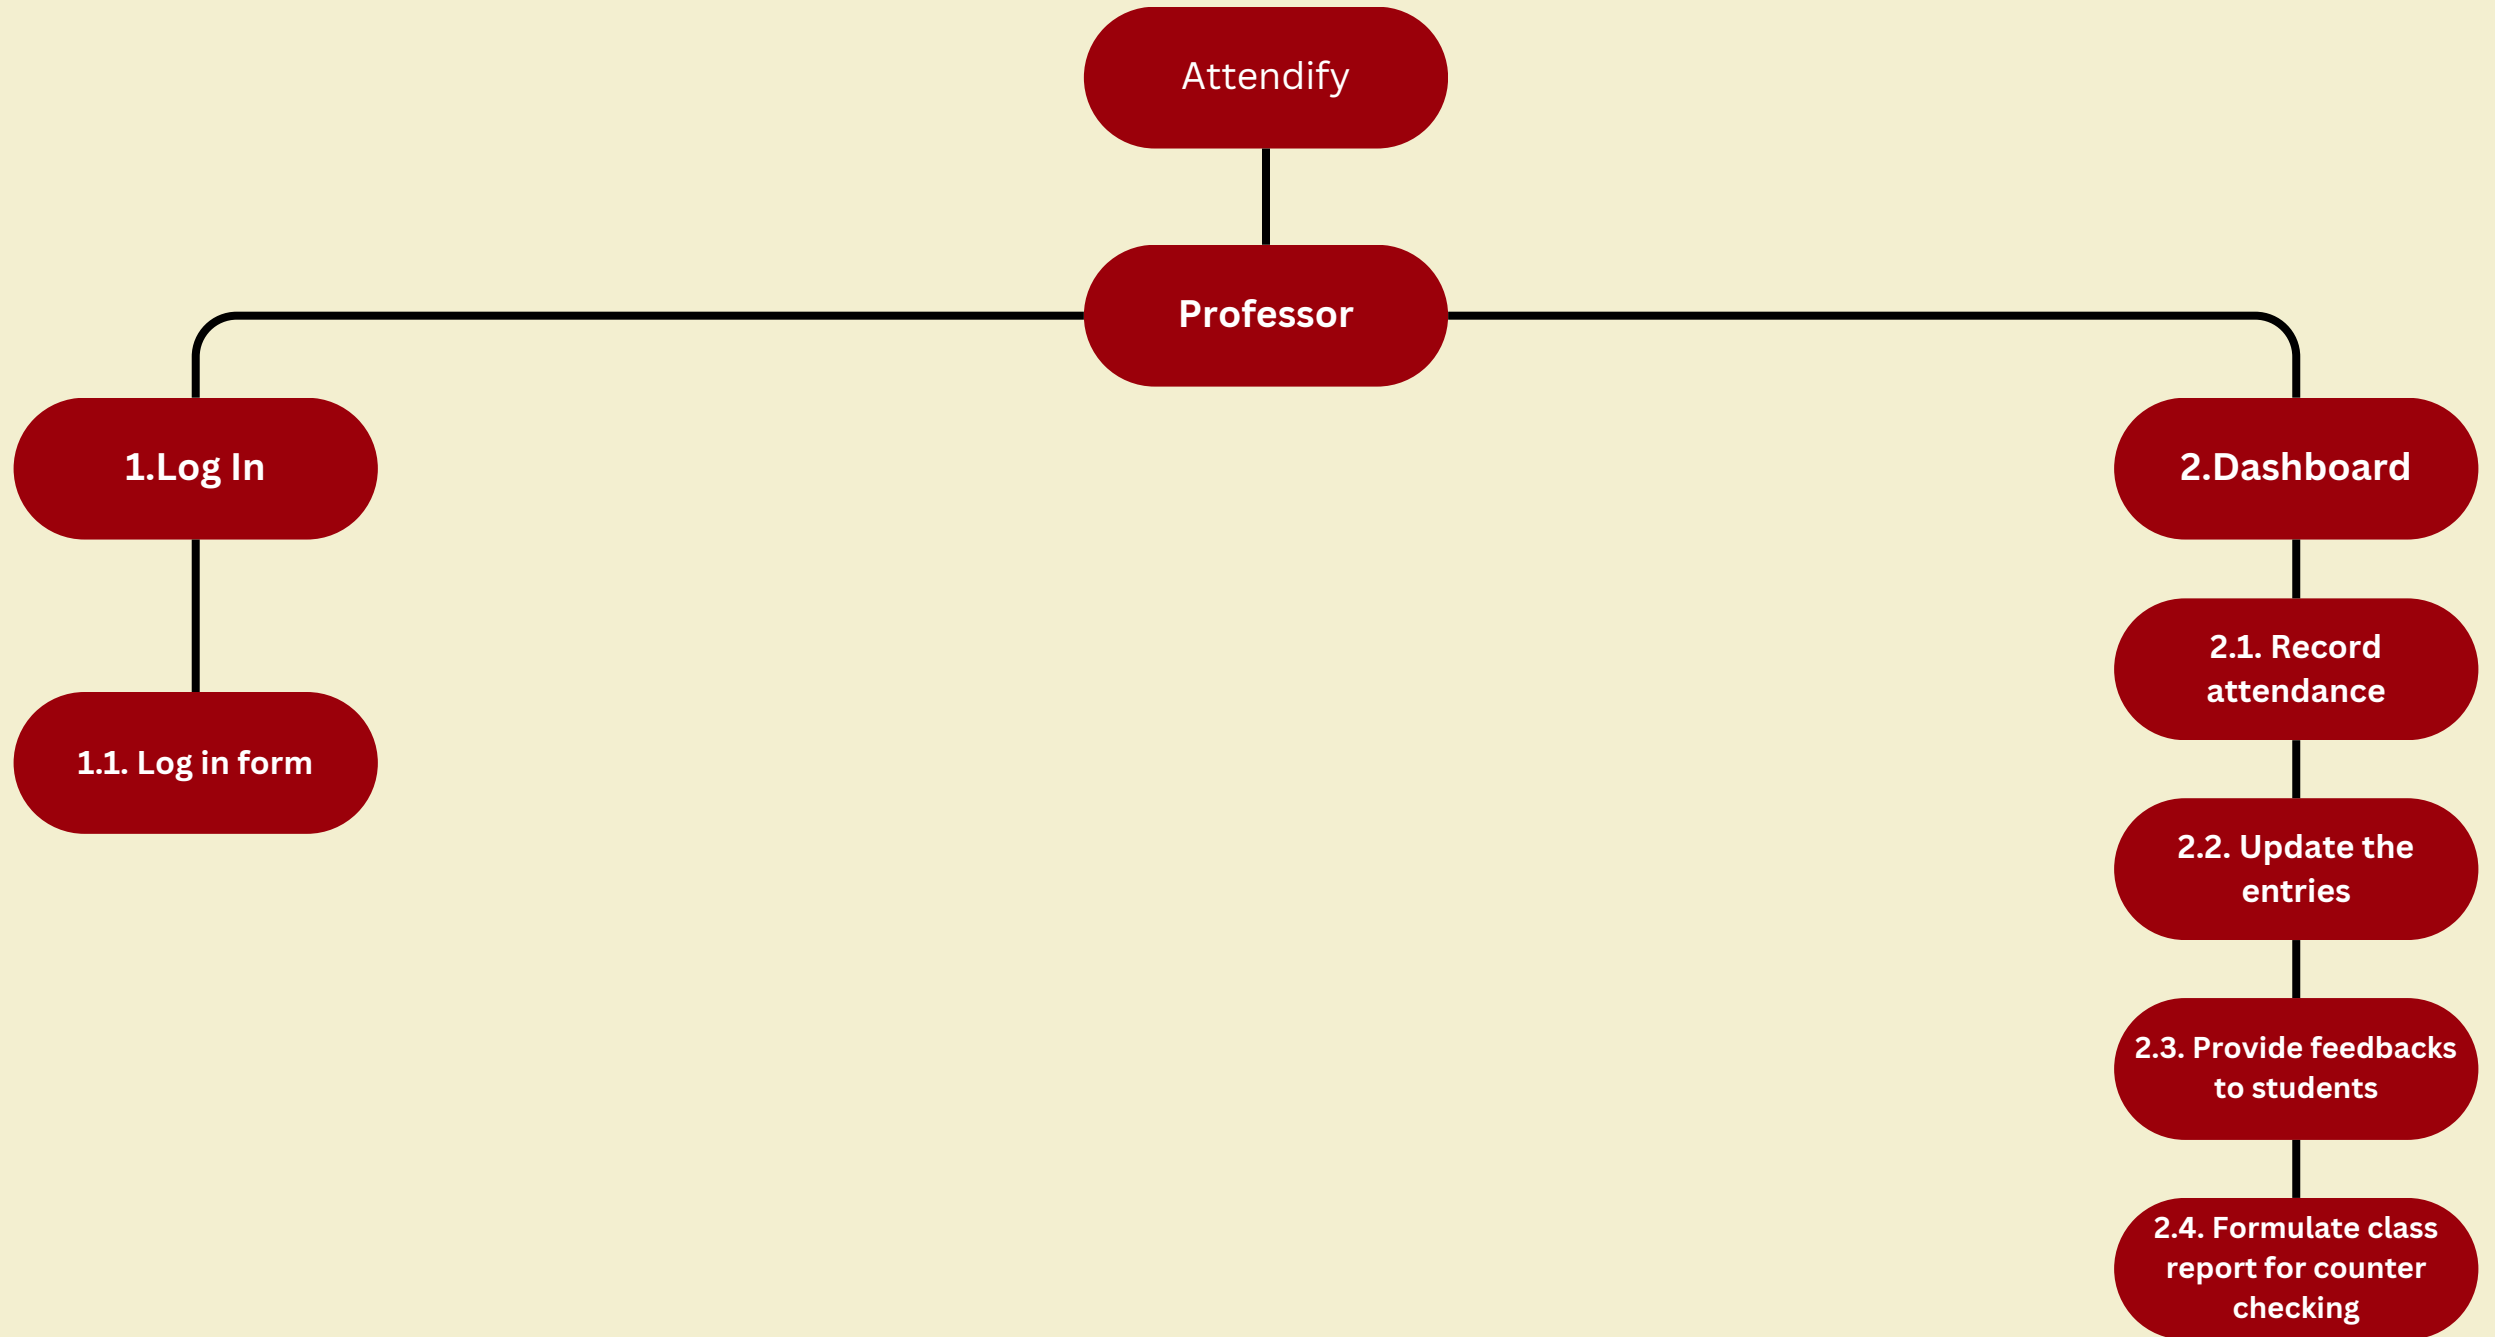 Attendify
Professor
1.Log In
2.Dashboard
2.1. Record
attendance
1.1. Log in form
2.2. Update the
entries
2.3. Provide feedbacks
to students
2.4. Formulate class
report for counter
checking